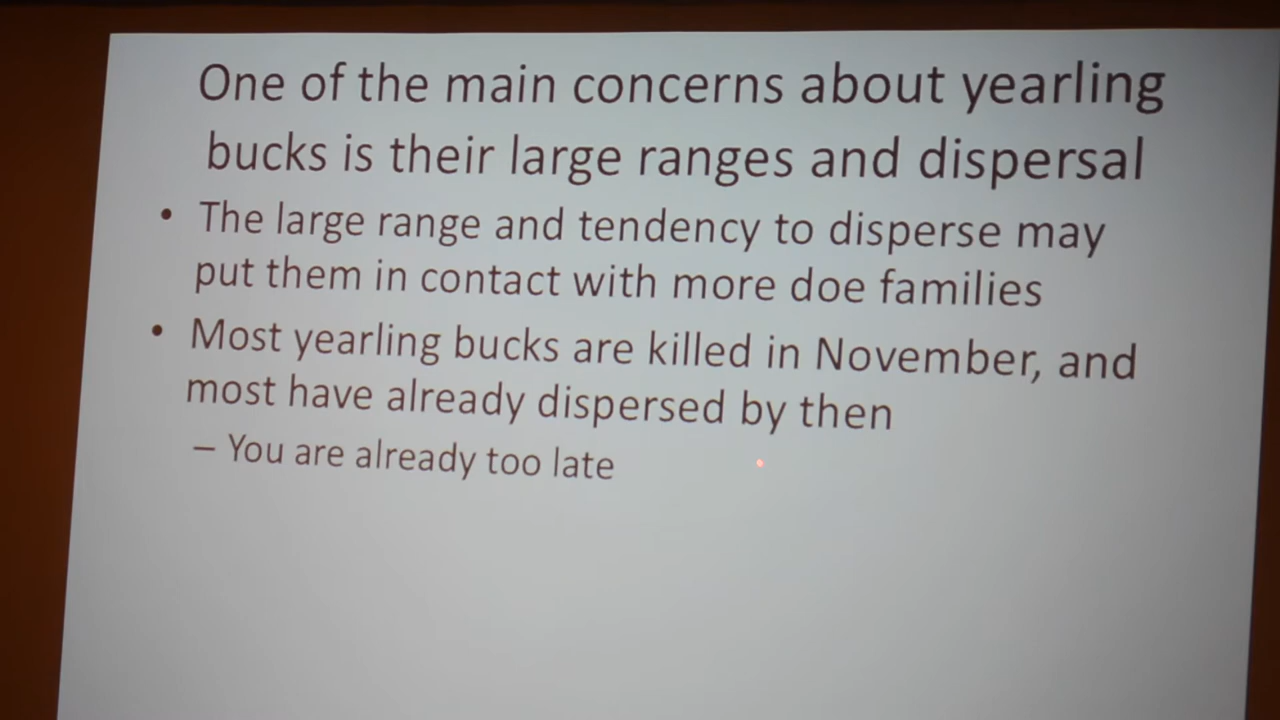 One of the main concerns about yearling
bucks is their large ranges and dispersal
• The large range and tendency to disperse may
put them in contact with more doe families
• Most yearling bucks are killed in November, and
most have already dispersed by then
– You are already too late